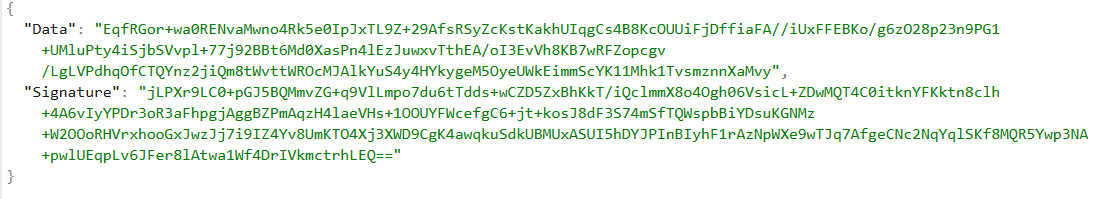 {
"Data": "EqfRGor+wa0RENvaMwno4Rk5e0IpJxTL9Z+29AfsRSyZcKstKakhUIqgCs4B8KcOUUiFjDffiaFA//iUxFFEBKo/g6zO28p23n9PG1
+UMluPty4iSjbSVvpl+77j92BBt6Md0XasPn4lEzJuwxvTthEA/oI3EvVh8KB7wRFZopcgv
/LgLVPdhqOfCTQYnz2jiQm8tWvttWROcMJAlkYuS4y4HYkygeM5OyeUWkEimmScYK11Mhk1TvsmznnXaMvy",
"Signature": "jLPXr9LC0+pGJ5BQMmvZG+q9VlLmpo7du6tTdds+wCZD5ZxBhKkT/iQclmmX8o4Ogh06VsicL+ZDwMQT4C0itknYFKktn8clh
+4A6vIyYPDr3oR3aFhpgjAggBZPmAqzH4laeVHs+1OOUYFWcefgC6+jt+kosJ8dF3S74mSfTQWspbBiYDsuKGNMz
+W2OOoRHVrxhooGxJwzJj7i9IZ4Yv8UmKTO4Xj3XWD9CgK4awqkuSdkUBMUxASUI5hDYJPInBIyhF1rAzNpWXe9wTJq7AfgeCNc2NqYqlSKf8MQR5Ywp3NA
+pwlUEqpLv6JFer8lAtwa1Wf4DrIVkmctrhLEQ=="
}